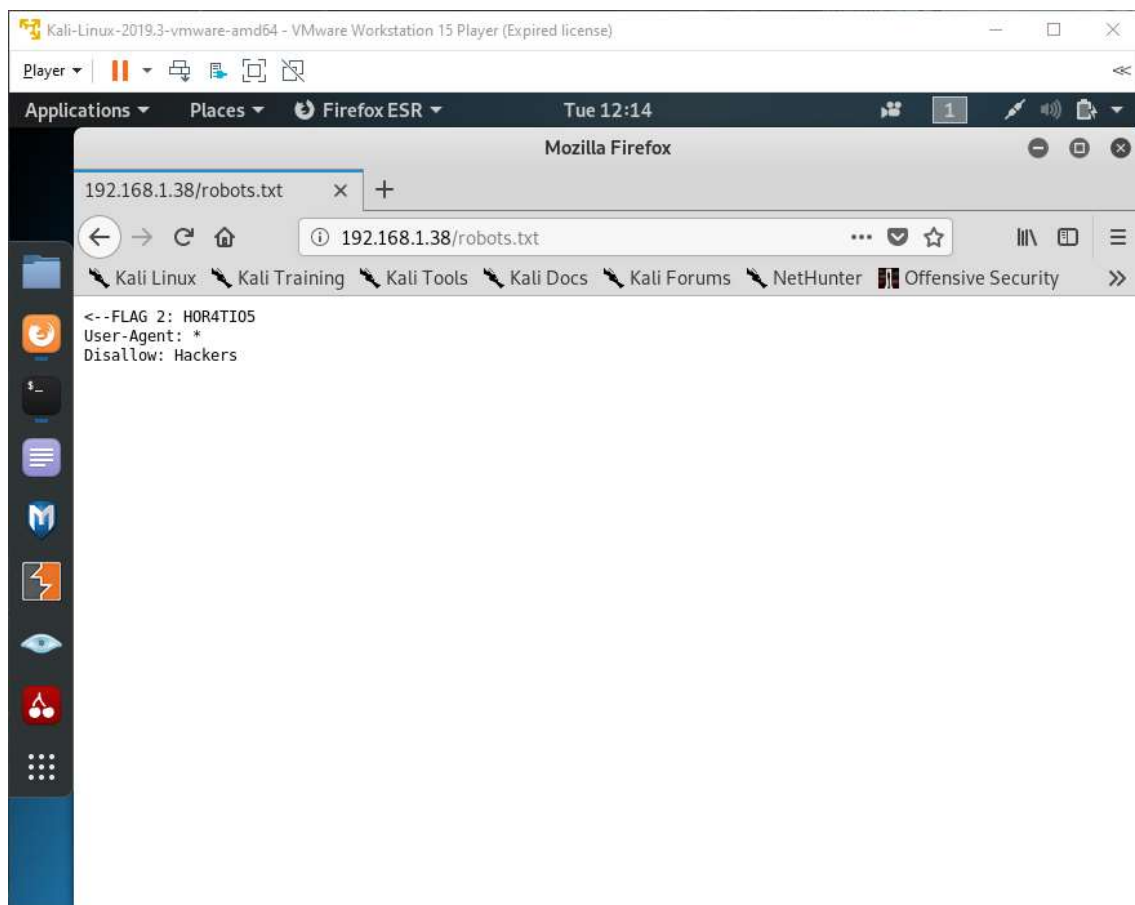 Kali-Linux-2019.3-vmware-amd64 - VMware Workstation 15 Player (Expired license)
Player
Applications Places Firefox ESR Tue 12:14 1
Mozilla Firefox
192.168.1.38/robots.txt
192.168.1.38/robots.txt
Kali Linux Kali Training Kali Tools Kali Docs Kali Forums NetHunter Offensive Security
<--FLAG 2: HOR4TIO5
User-Agent: *
Disallow: Hackers